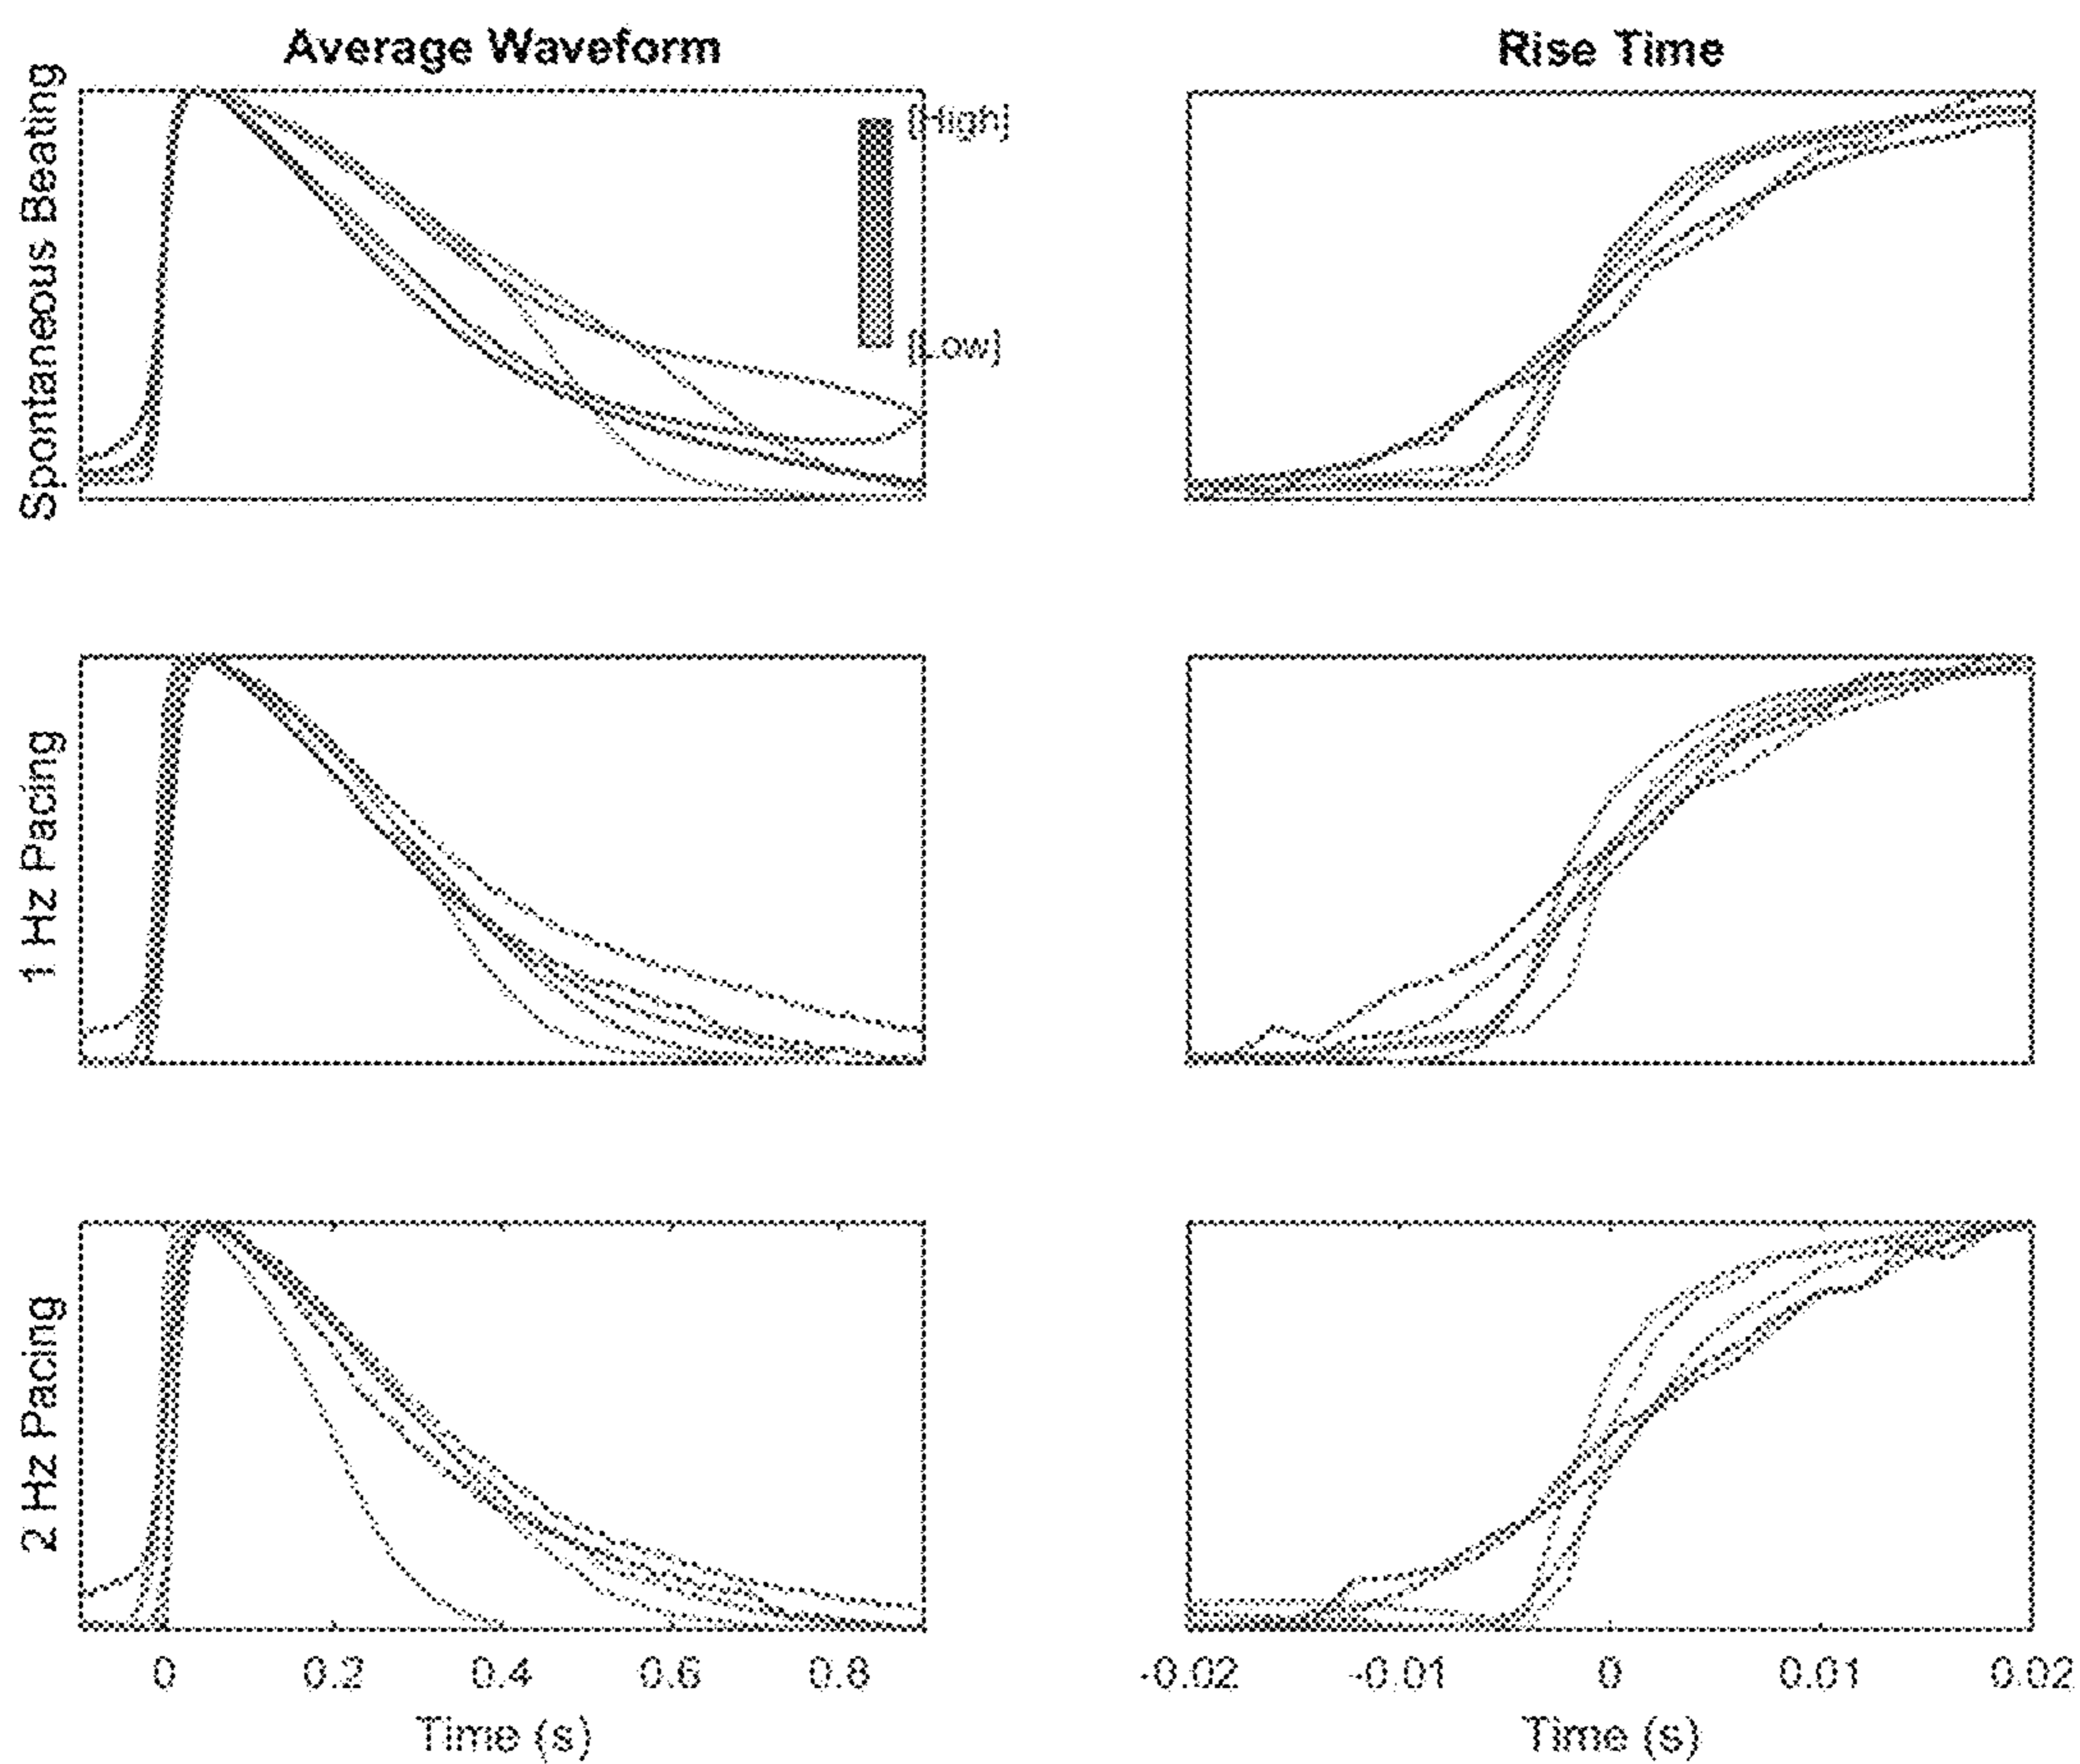 Average Waveform
Rise Time
Spontaneous Beating
[High]
[Low]
1 Hz Pacing
2 Hz Pacing
0 0.2 0.4 0.6 0.8
-0.02 -0.01 0 0.01 0.02
Time (s)
Time (s)